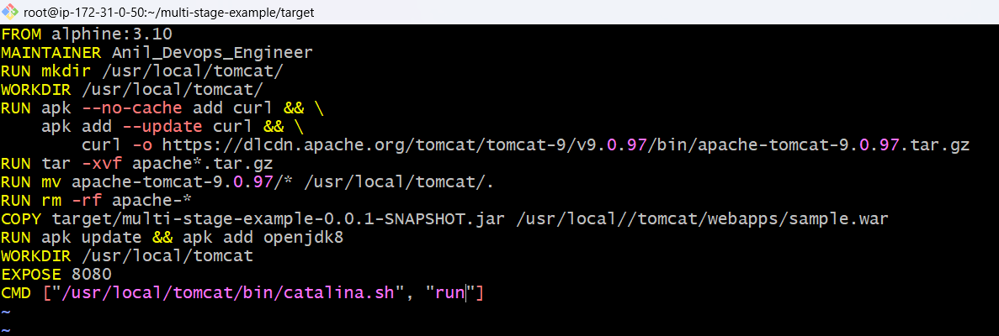 root@ip-172-31-0-50:~/multi-stage-example/target
FROM alphine:3.10
MAINTAINER Anil_Devops_Engineer
RUN mkdir /usr/local/tomcat/
WORKDIR /usr/local/tomcat/
RUN apk --no-cache add curl && \
    apk add --update curl && \
        curl -o https://dlcdn.apache.org/tomcat/tomcat-9/v9.0.97/bin/apache-tomcat-9.0.97.tar.gz
RUN tar -xvf apache*.tar.gz
RUN mv apache-tomcat-9.0.97/* /usr/local/tomcat/.
RUN rm -rf apache-*
COPY target/multi-stage-example-0.0.1-SNAPSHOT.jar /usr/local//tomcat/webapps/sample.war
RUN apk update && apk add openjdk8
WORKDIR /usr/local/tomcat
EXPOSE 8080
CMD ["/usr/local/tomcat/bin/catalina.sh", "run"]
~
~